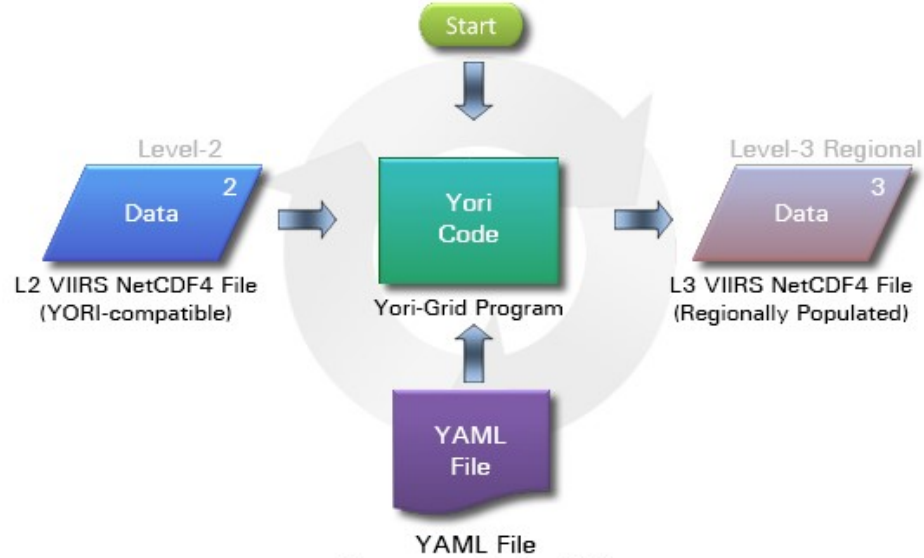 Start
Level-2
2
Data
L2 VIIRS NetCDF4 File
(YORI-compatible)
Yori
Code
Yori-Grid Program
Level-3 Regional
3
Data
L3 VIIRS NetCDF4 File
(Regionally Populated)
YAML
File
YAML File